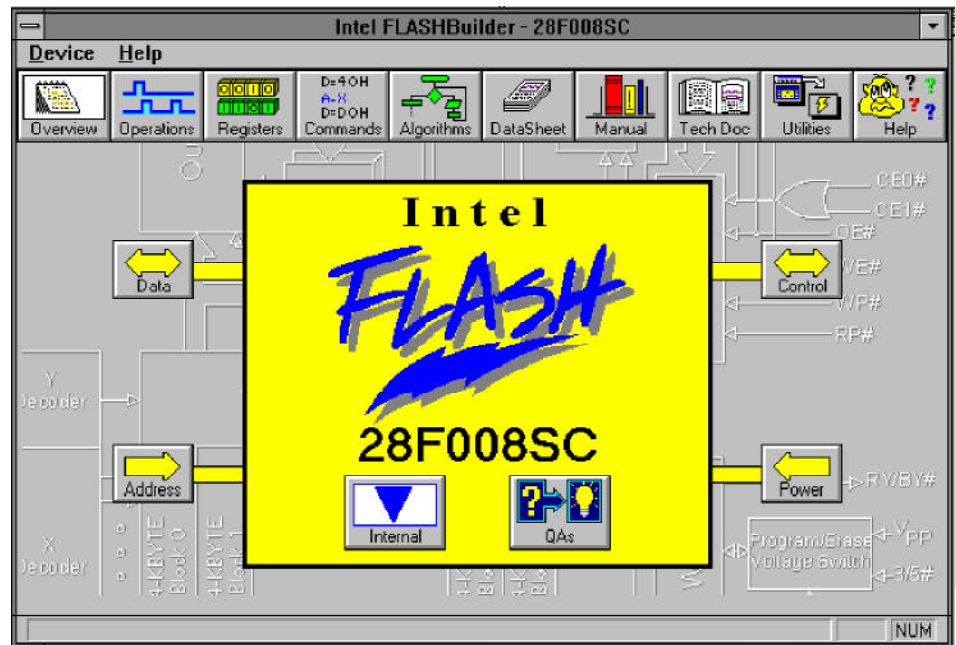 Intel FLASHBuilder - 28F008SC
Device Help
D=40H
A-X
D=D0H
Overview Operations Registers Commands Algorithms DataSheet Manual Tech Doc Utilities Help
CE0#
CE1#
OE#
WE#
WP#
RP#
Intel
FLASH
28F008SC
Data
Control
Address
Power
Internal
QAs
Y
Decoder
X
Decoder
4-KBYTE
Block 0
4-KBYTE
Block 1
RY/BY#
Program/Erase
Voltage Switch
VPP
3/5#
NUM